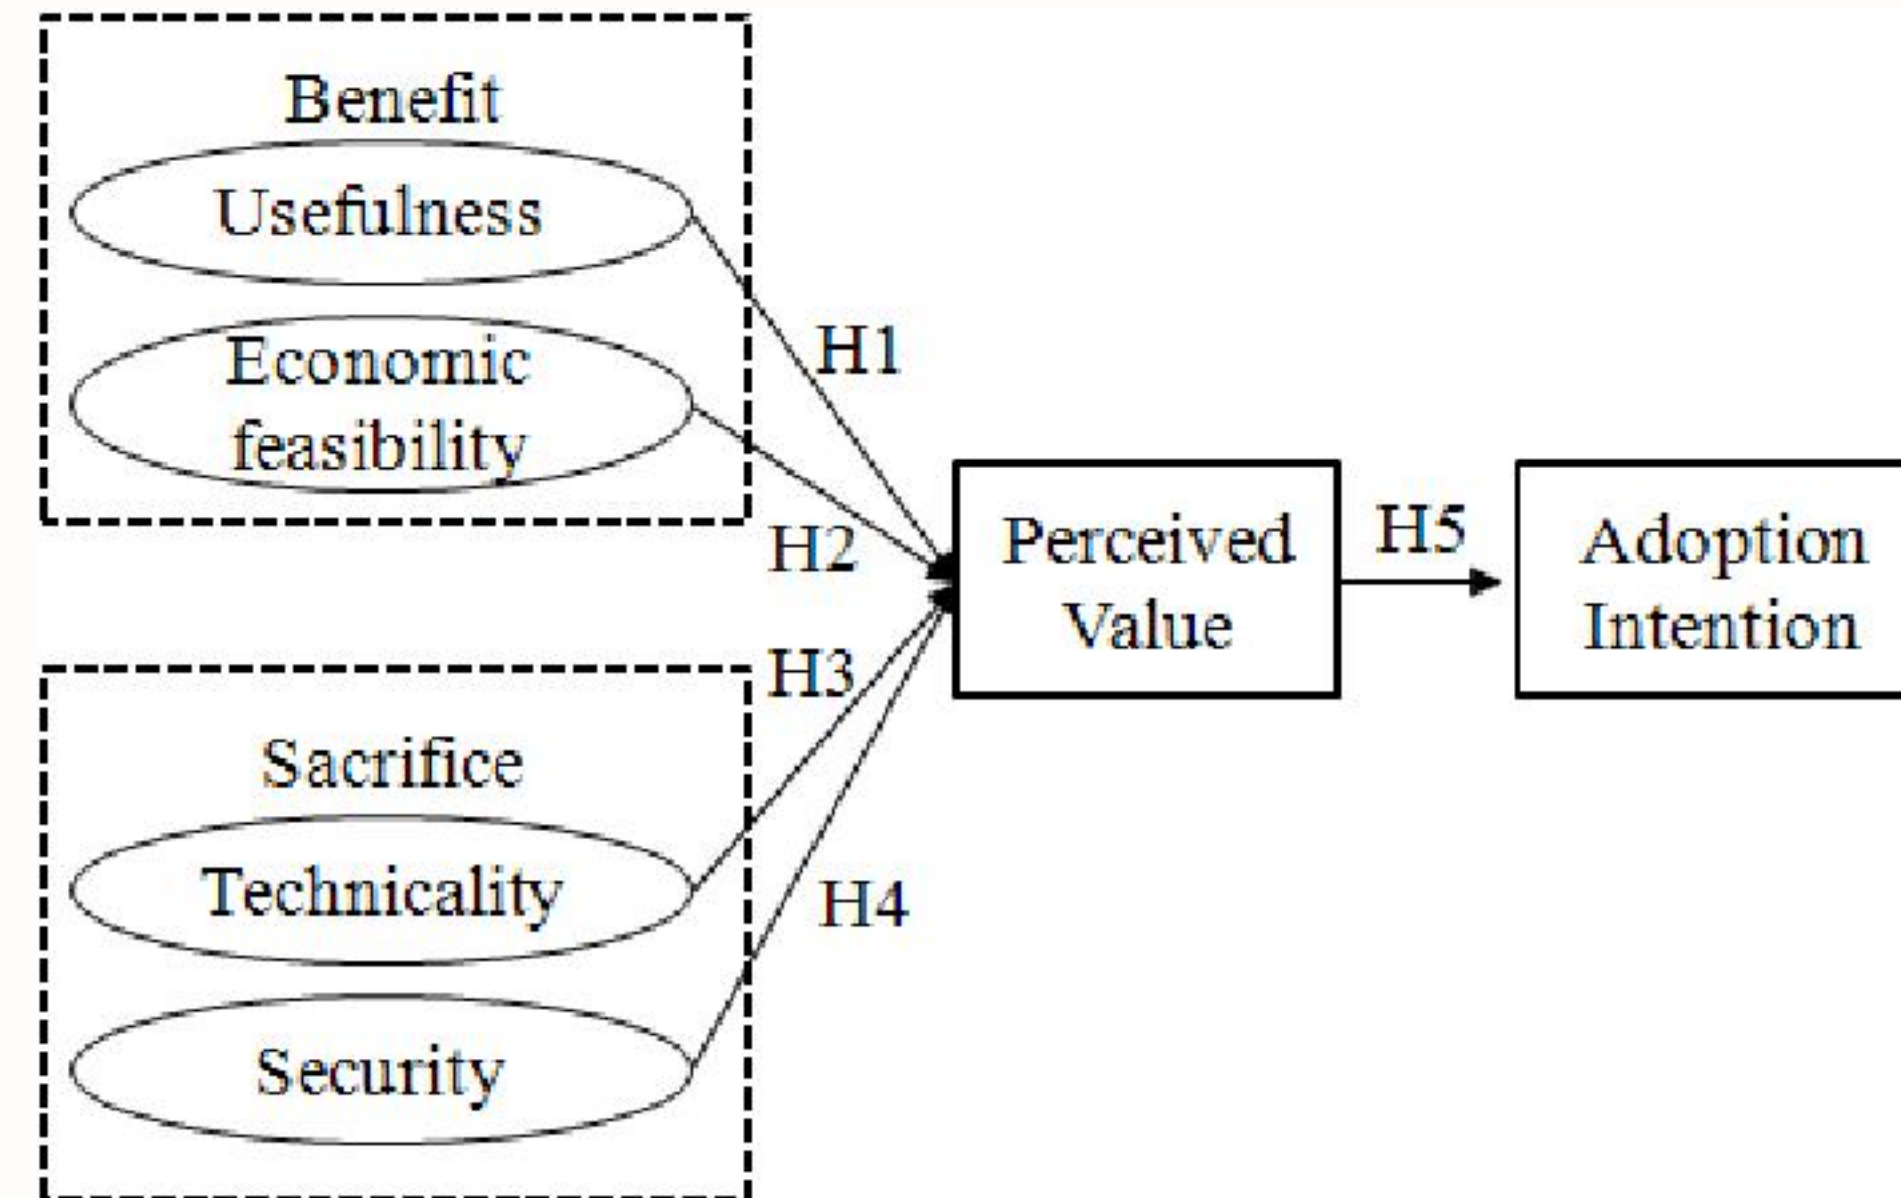 Benefit
Usefulness
Economic
feasibility
H1
H2
Perceived
Value
H5
Adoption
Intention
H3
Sacrifice
Technicality
H4
Security